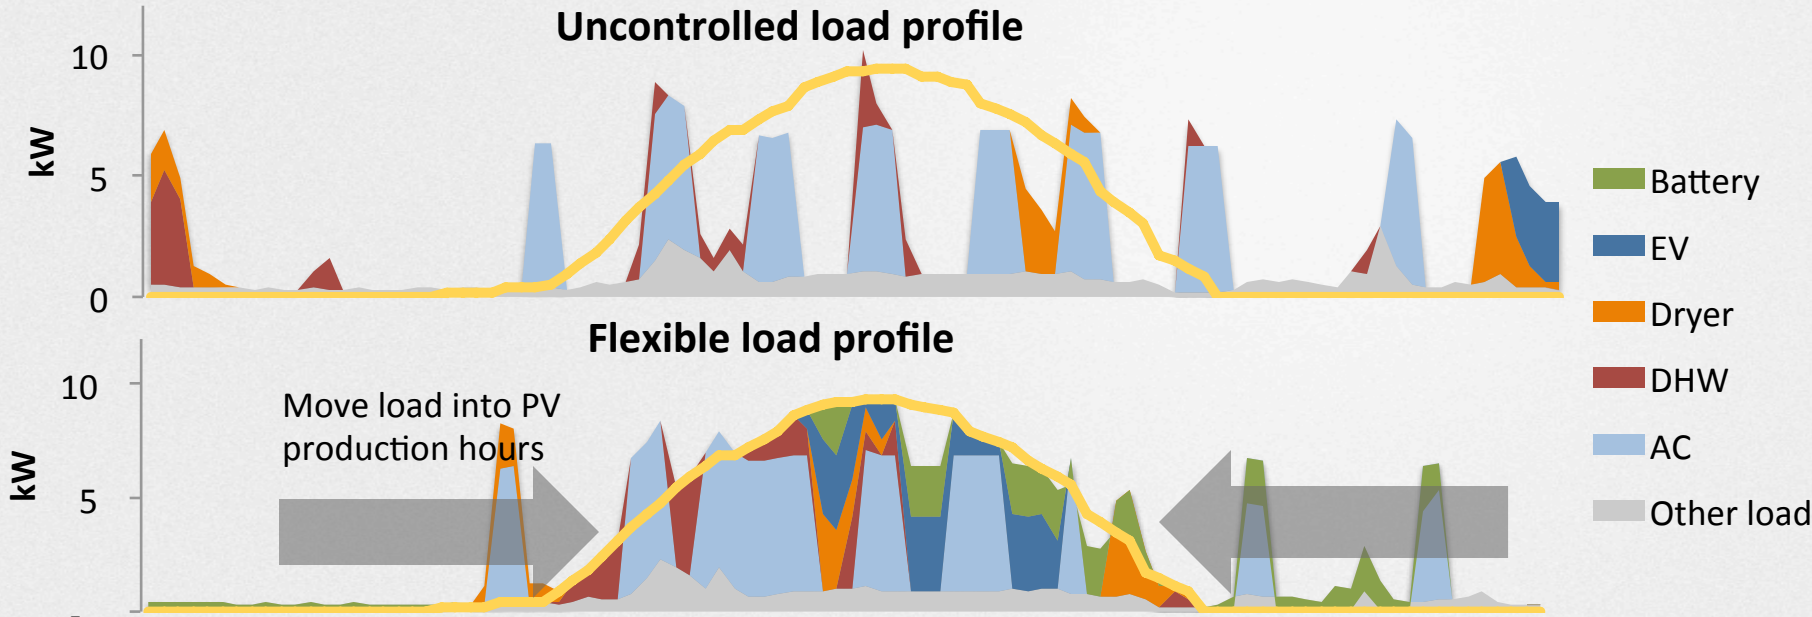 Uncontrolled load profile
10
kW
5
0
Flexible load profile
10
Move load into PV
production hours
kW
5
Battery
EV
Dryer
DHW
AC
Other load